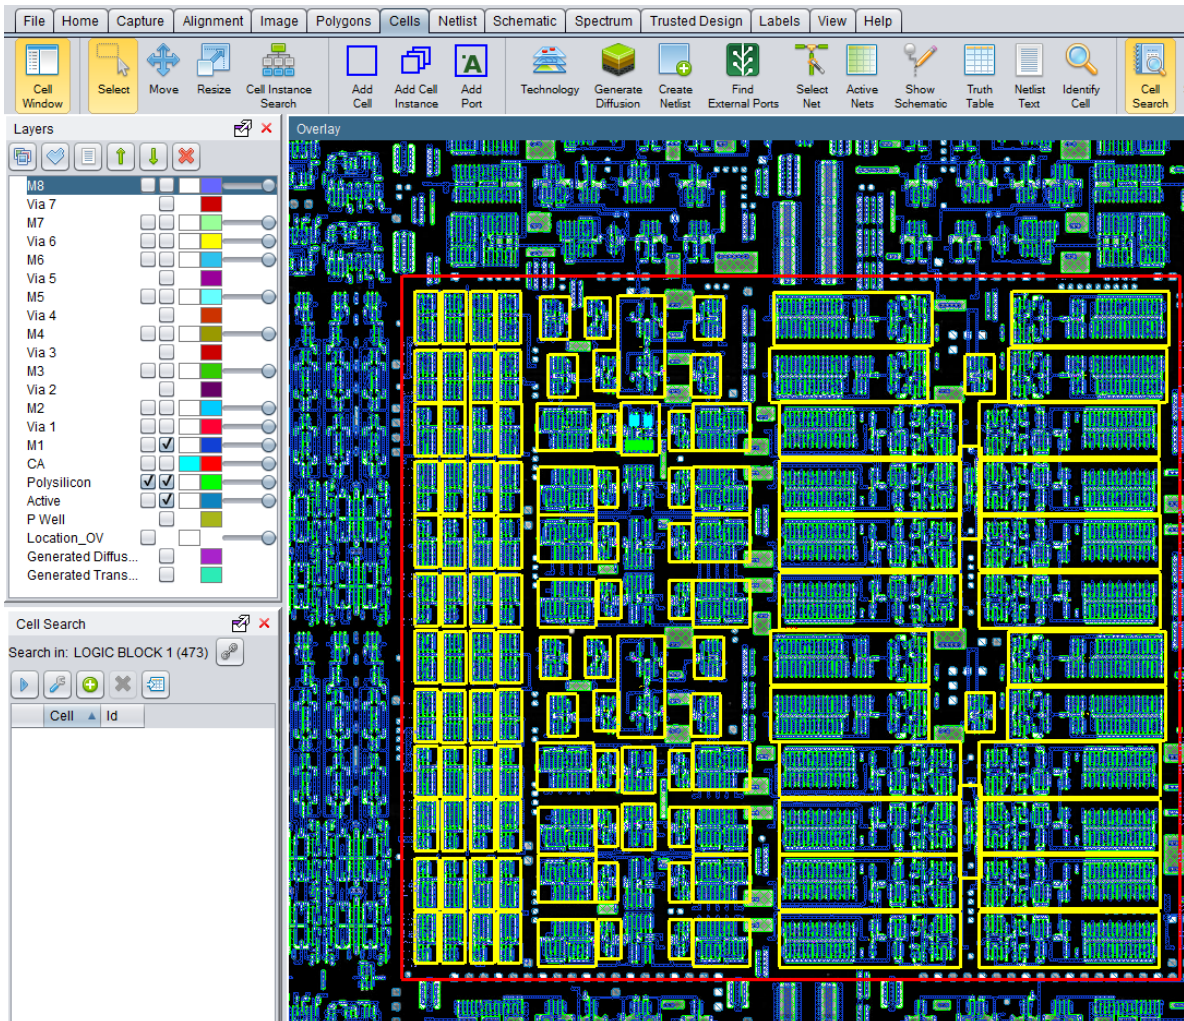 File Home Capture Alignment Image Polygons Cells Netlist Schematic Spectrum Trusted Design Labels View Help
Cell Window
Select
Move
Resize
Cell Instance Search
Add Cell
Add Cell Instance
Add Port
Technology
Generate Diffusion
Create Netlist
Find External Ports
Select Net
Active Nets
Show Schematic
Truth Table
Netlist Text
Identify Cell
Cell Search
Layers
Overlay
M8
Via 7
M7
Via 6
M6
Via 5
M5
Via 4
M4
Via 3
M3
Via 2
M2
Via 1
M1
CA
Polysilicon
Active
P Well
Location_OV
Generated Diffus...
Generated Trans...
Cell Search
Search in: LOGIC BLOCK 1 (473)
Cell Id